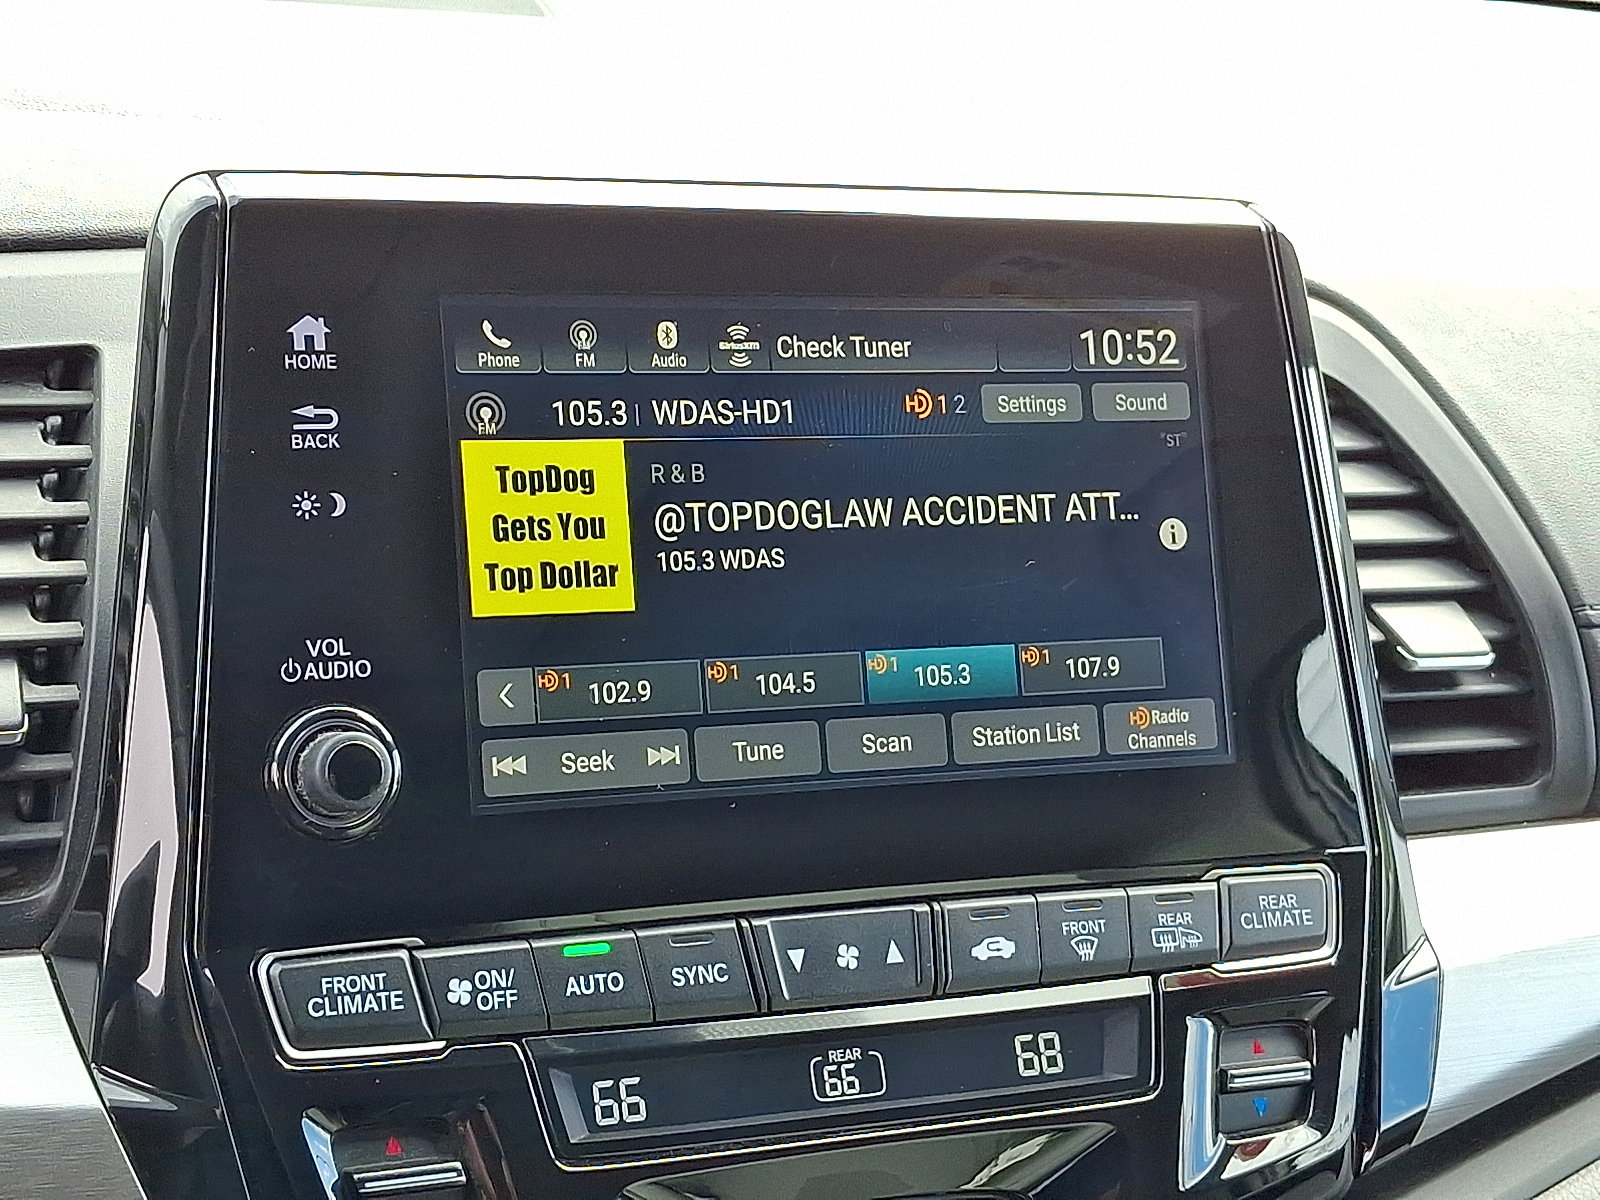 HOME
BACK
VOL
AUDIO
Phone
FM
Audio
siriusxm
Check Tuner
10:52
FM
105.3 | WDAS-HD1
HD 1 2
Settings
Sound
"ST"
TopDog
Gets You
Top Dollar
R & B
@TOPDOGLAW ACCIDENT ATT...
105.3 WDAS
i
HD 1 102.9
HD 1 104.5
HD 1 105.3
HD 1 107.9
Seek
Tune
Scan
Station List
HD Radio
Channels
FRONT
CLIMATE
ON/
OFF
AUTO
SYNC
FRONT
REAR
REAR
CLIMATE
66
REAR
66
68